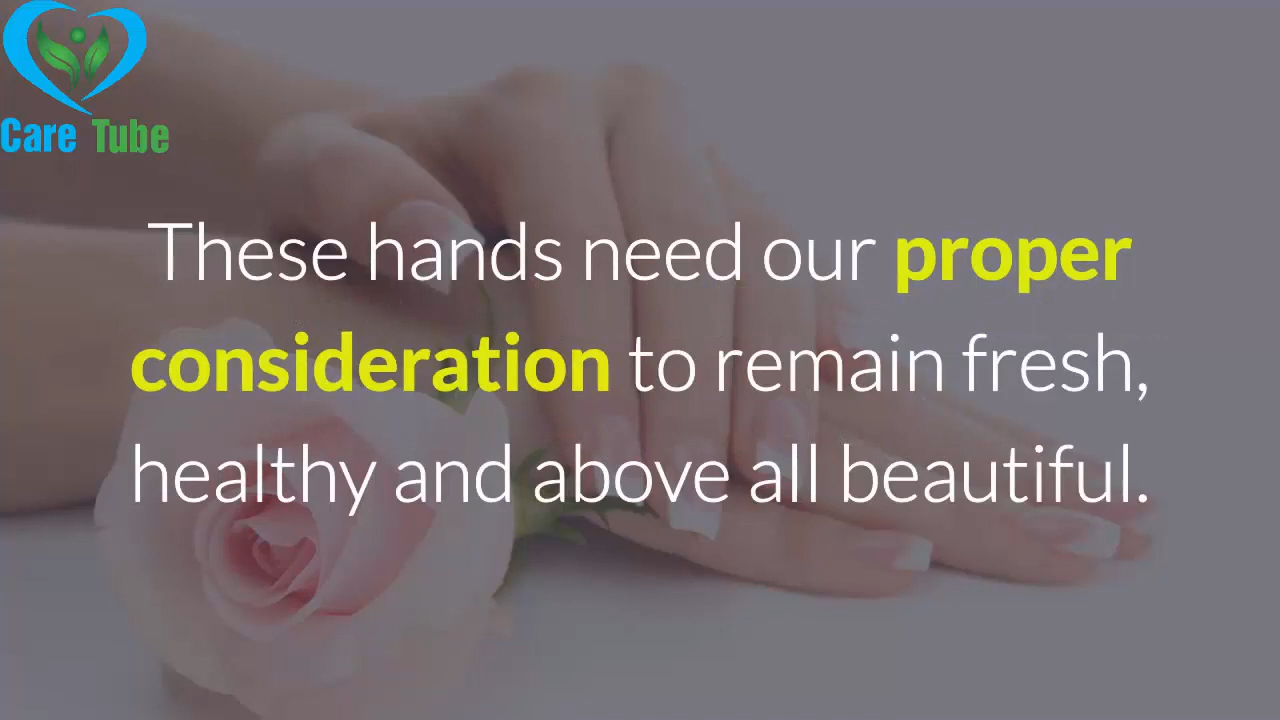 Care Tube
These hands need our proper
consideration to remain fresh,
healthy and above all beautiful.